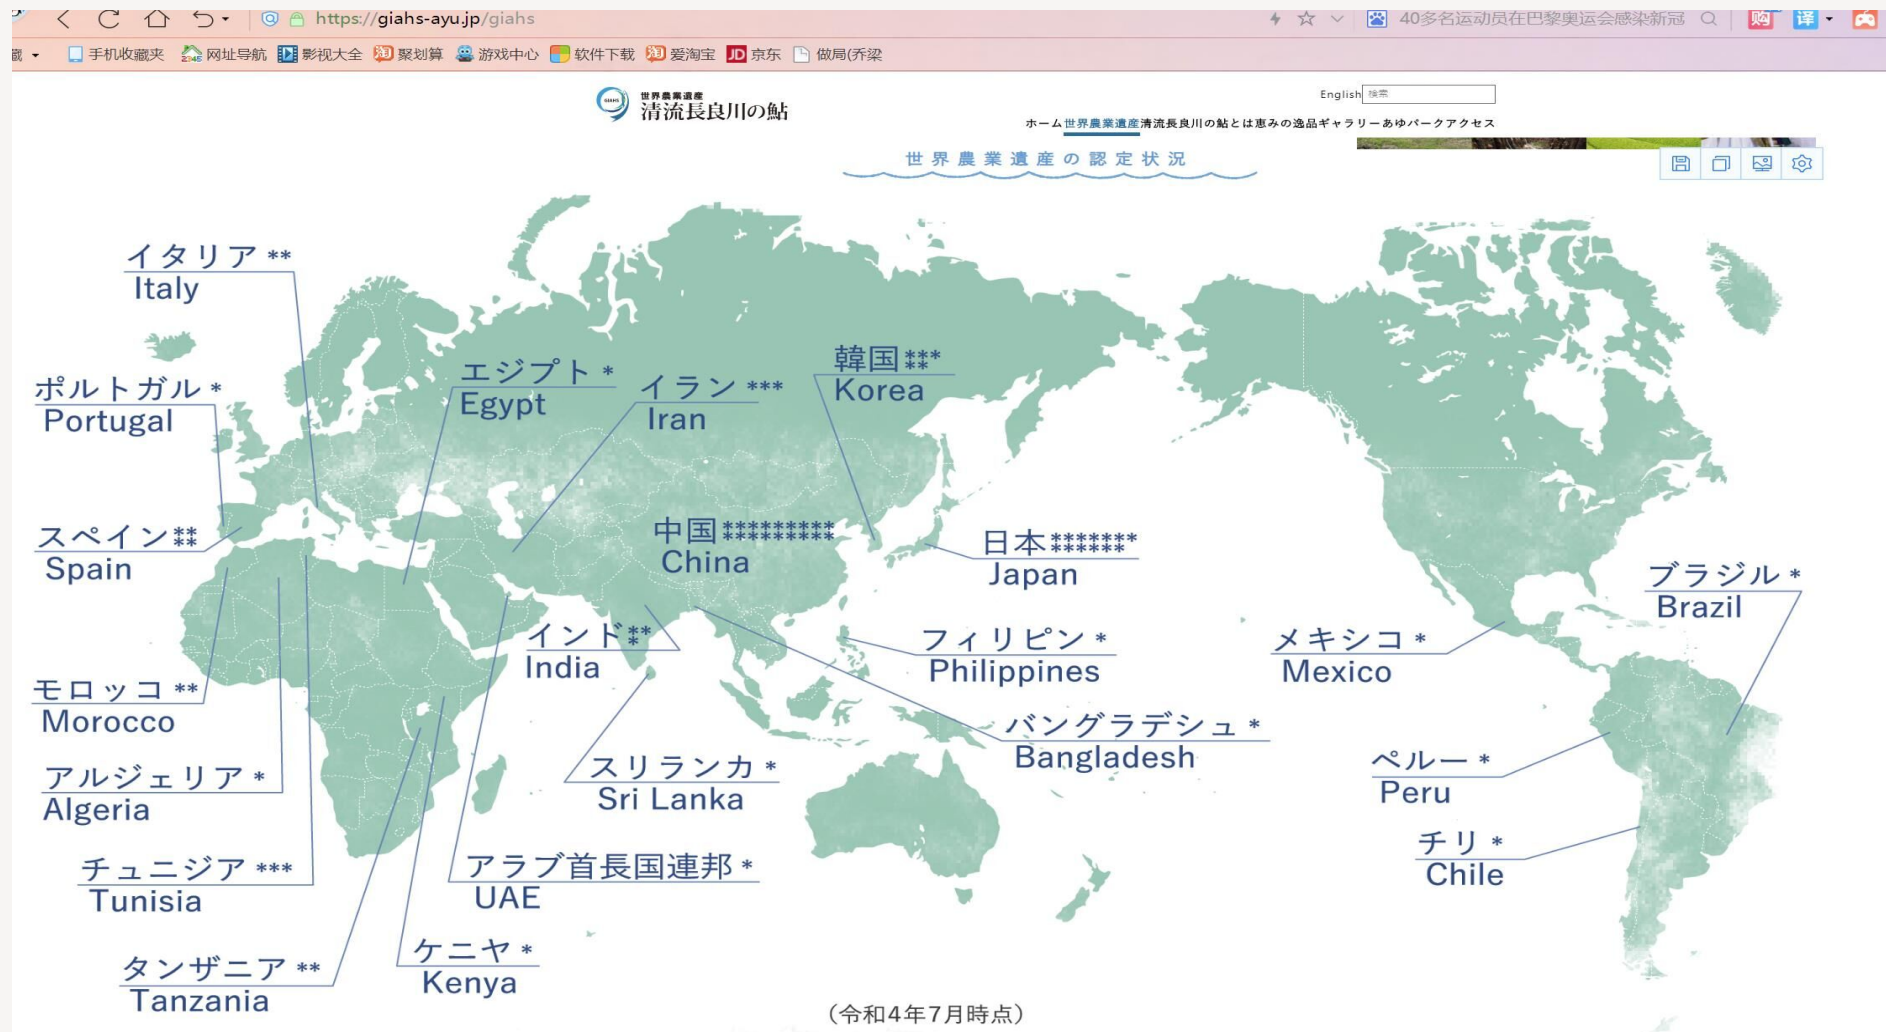 https://giahs-ayu.jp/giahs
40多名运动员在巴黎奥运会感染新冠
购
译
藏
手机收藏夹
网址导航
影视大全
聚划算
游戏中心
软件下载
爱淘宝
JD 京东
做局(乔梁
GIAHS
世界農業遺産
清流長良川の鮎
English 検索
ホーム世界農業遺産清流長良川の鮎とは恵みの逸品ギャラリーあゆパークアクセス
世界農業遺産の認定状況
イタリア **
Italy
エジプト *
Egypt
イラン ***
Iran
韓国 ******
Korea
ポルトガル *
Portugal
スペイン ****
Spain
中国 ******************
China
日本 *************
Japan
ブラジル *
Brazil
インド ***
India
フィリピン *
Philippines
メキシコ *
Mexico
モロッコ **
Morocco
バングラデシュ *
Bangladesh
アルジェリア *
Algeria
スリランカ *
Sri Lanka
ペルー *
Peru
チリ *
Chile
チュニジア ***
Tunisia
アラブ首長国連邦 *
UAE
タンザニア **
Tanzania
ケニヤ *
Kenya
（令和4年7月時点）